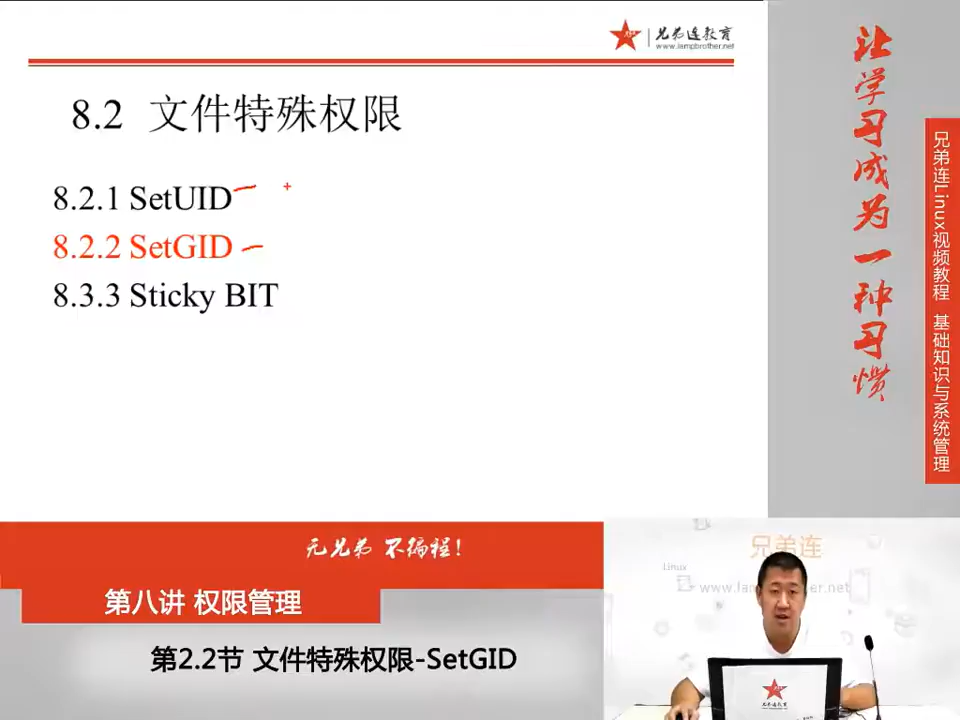 兄弟连教育
www.lampbrother.net
8.2 文件特殊权限
8.2.1 SetUID
8.2.2 SetGID
8.3.3 Sticky BIT
让学习成为一种习惯
兄弟连Linux视频教程 基础知识与系统管理
无兄弟 不编程!
第八讲 权限管理
第2.2节 文件特殊权限-SetGID
兄弟连
Linux